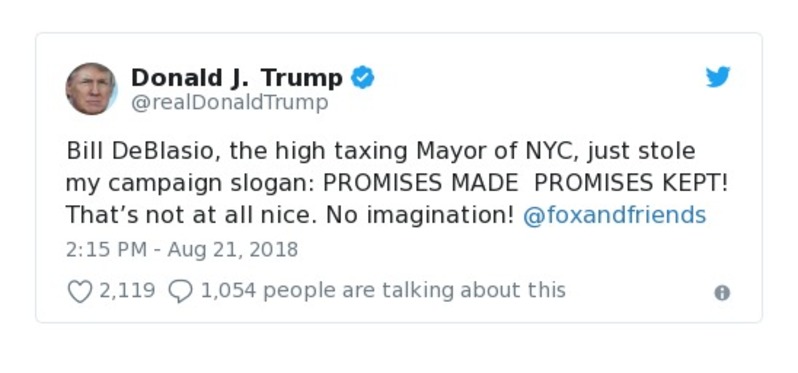 Donald J. Trump
@realDonaldTrump
Bill DeBlasio, the high taxing Mayor of NYC, just stole
my campaign slogan: PROMISES MADE  PROMISES KEPT!
That’s not at all nice. No imagination! @foxandfriends
2:15 PM - Aug 21, 2018
2,119 1,054 people are talking about this